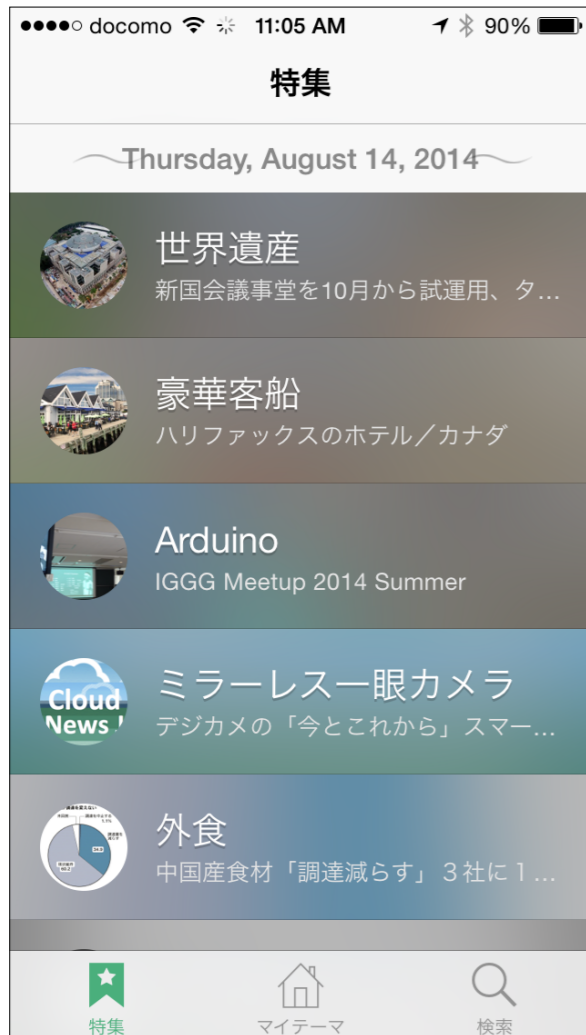 docomo 11:05 AM 90%
特集
Thursday, August 14, 2014
世界遺産
新国会議事堂を10月から試運用、タ...
豪華客船
ハリファックスのホテル／カナダ
Arduino
IGGG Meetup 2014 Summer
Cloud
News !
ミラーレス一眼カメラ
デジカメの「今とこれから」スマー...
外食
中国産食材「調達減らす」３社に１...
特集
マイテーマ
検索